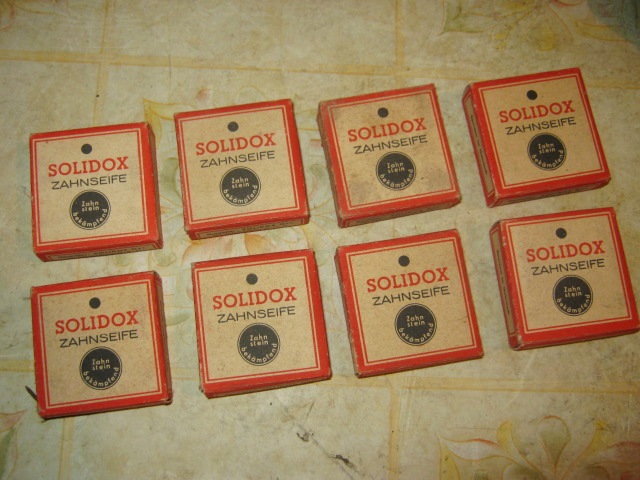 SOLIDOX
ZAHNSEIFE
Zahn
stein
bekämpfend
SOLIDOX
ZAHNSEIFE
Zahn
stein
bekämpfend
SOLIDOX
ZAHNSEIFE
Zahn
stein
bekämpfend
SOLIDOX
ZAHNSEIFE
Zahn
stein
bekämpfend
SOLIDOX
ZAHNSEIFE
Zahn
stein
bekämpfend
SOLIDOX
ZAHNSEIFE
Zahn
stein
bekämpfend
SOLIDOX
ZAHNSEIFE
Zahn
stein
bekämpfend
SOLIDOX
ZAHNSEIFE
Zahn
stein
bekämpfend